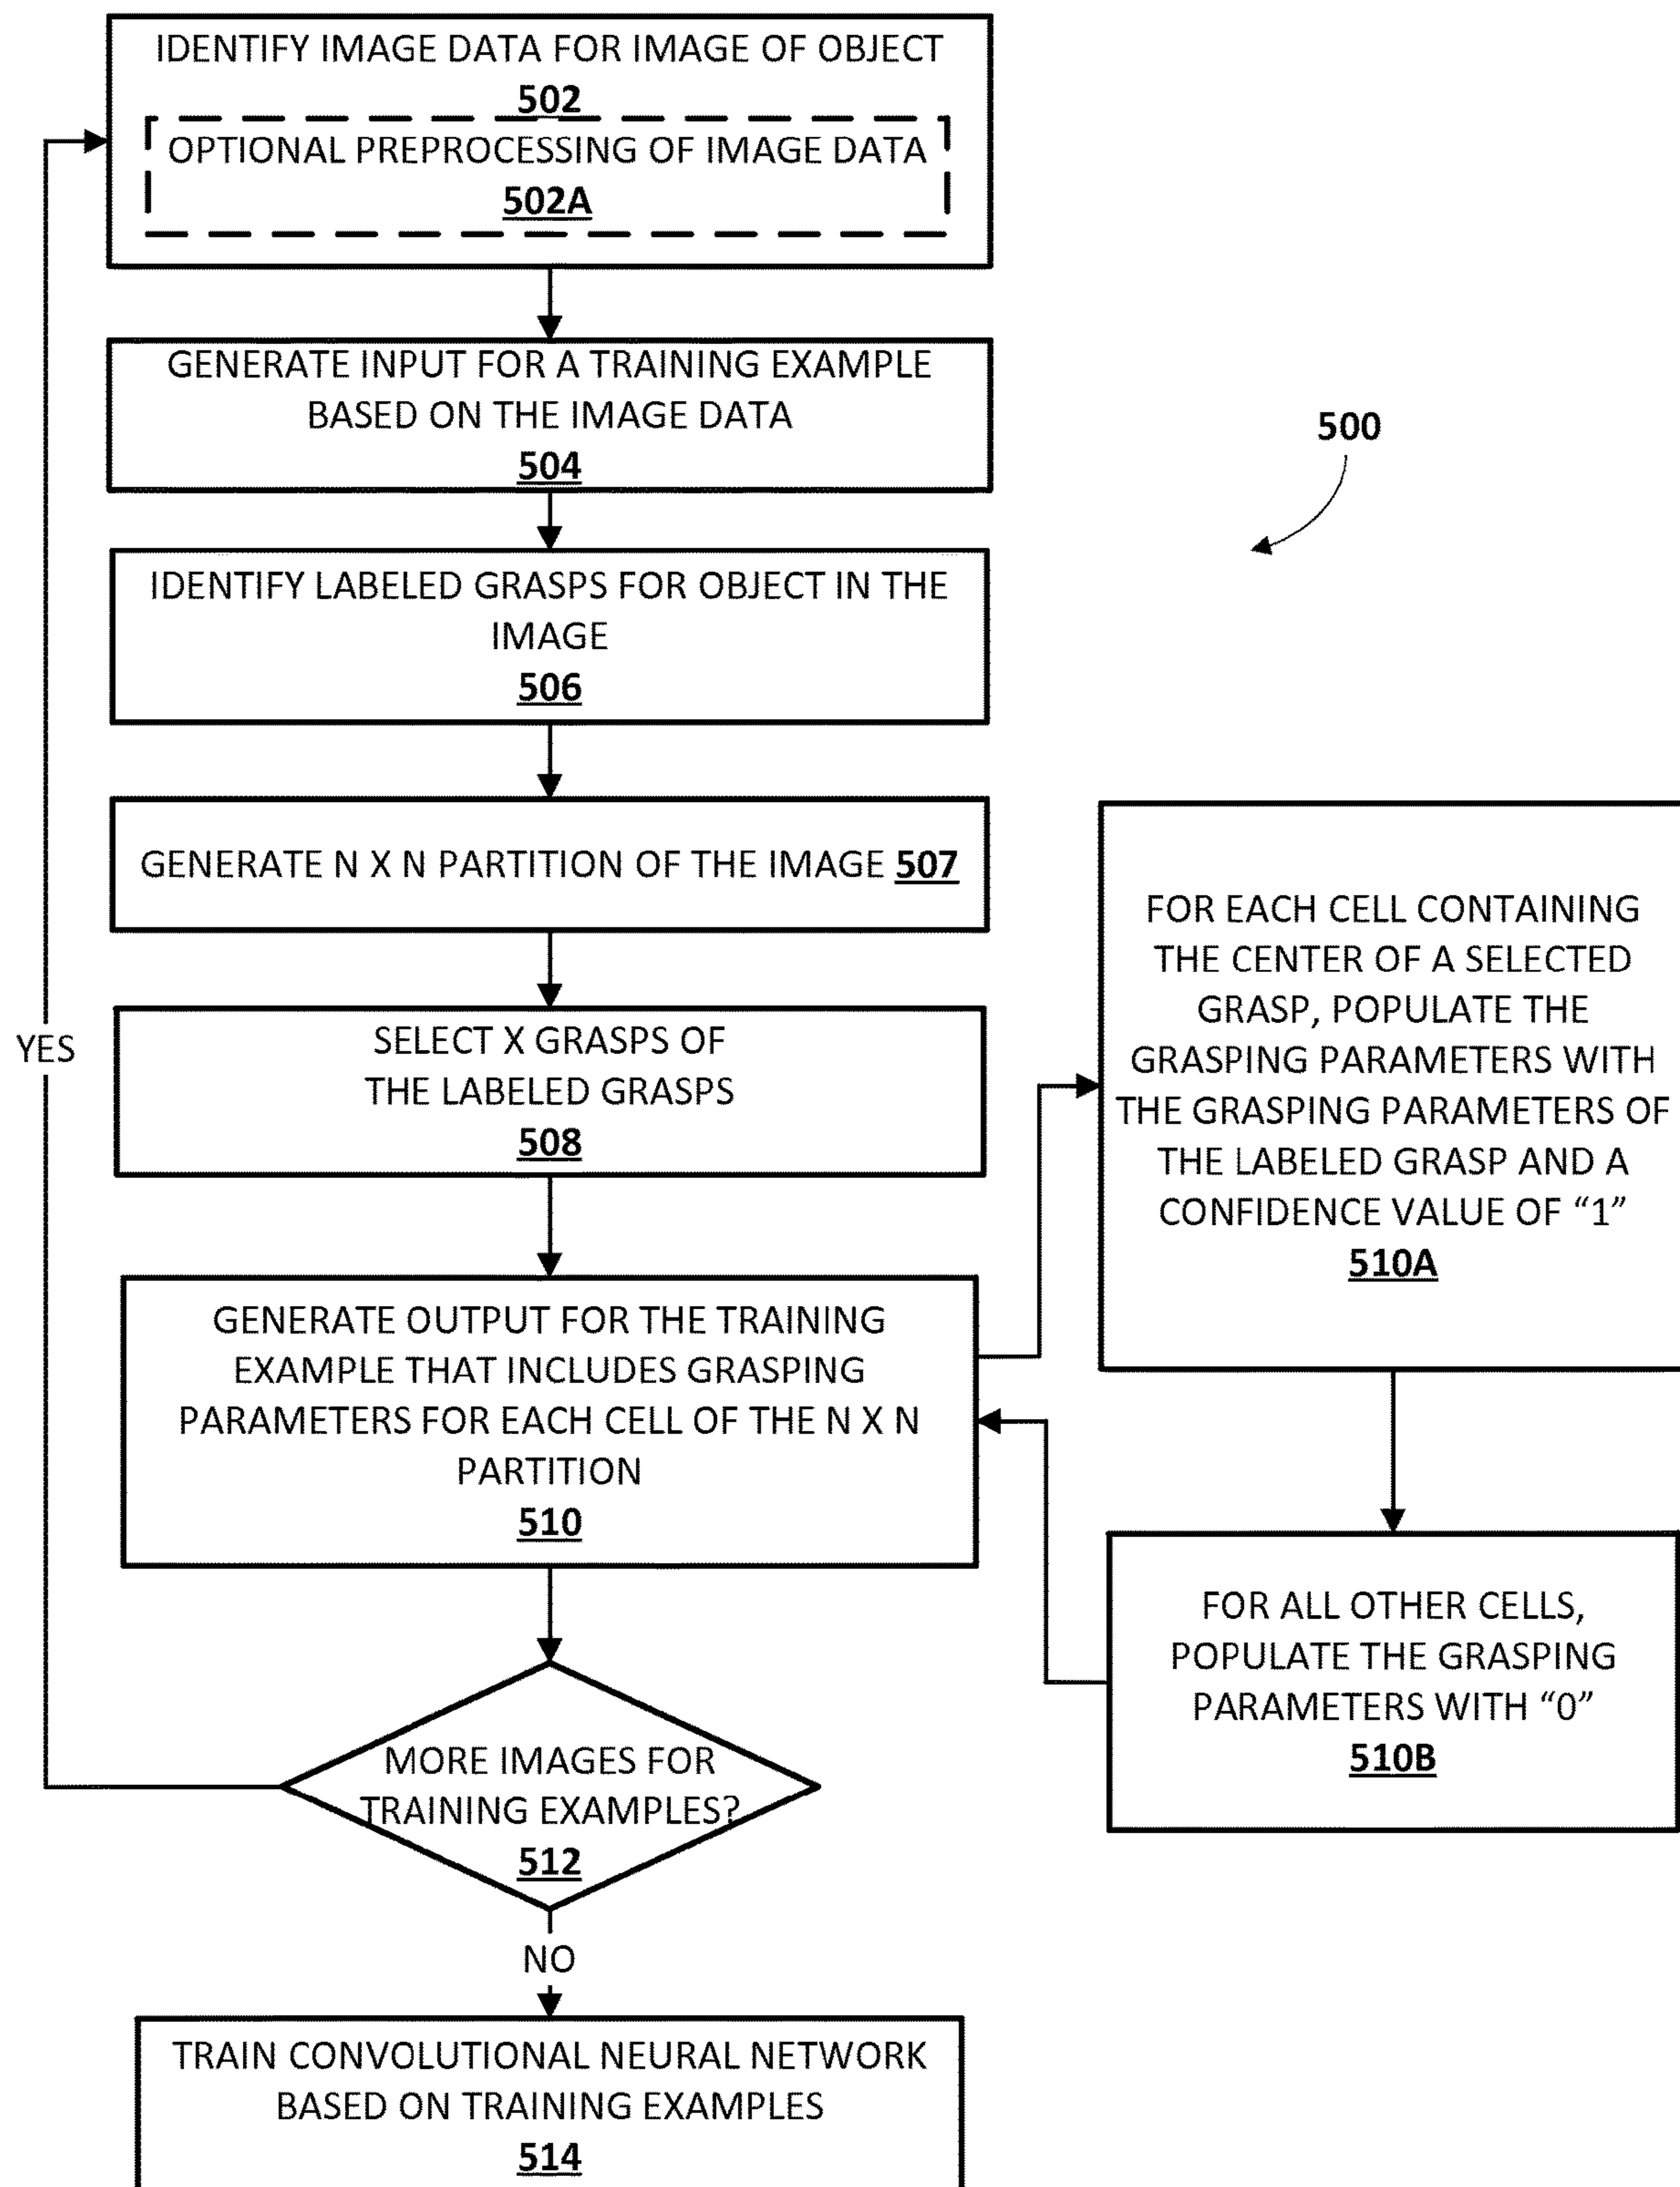 IDENTIFY IMAGE DATA FOR IMAGE OF OBJECT
502
OPTIONAL PREPROCESSING OF IMAGE DATA
502A
GENERATE INPUT FOR A TRAINING EXAMPLE
BASED ON THE IMAGE DATA
504
500
IDENTIFY LABELED GRASPS FOR OBJECT IN THE
IMAGE
506
GENERATE N X N PARTITION OF THE IMAGE 507
SELECT X GRASPS OF
THE LABELED GRASPS
508
YES
GENERATE OUTPUT FOR THE TRAINING
EXAMPLE THAT INCLUDES GRASPING
PARAMETERS FOR EACH CELL OF THE N X N
PARTITION
510
FOR EACH CELL CONTAINING
THE CENTER OF A SELECTED
GRASP, POPULATE THE
GRASPING PARAMETERS WITH
THE GRASPING PARAMETERS OF
THE LABELED GRASP AND A
CONFIDENCE VALUE OF “1”
510A
FOR ALL OTHER CELLS,
POPULATE THE GRASPING
PARAMETERS WITH “0”
510B
MORE IMAGES FOR
TRAINING EXAMPLES?
512
NO
TRAIN CONVOLUTIONAL NEURAL NETWORK
BASED ON TRAINING EXAMPLES
514